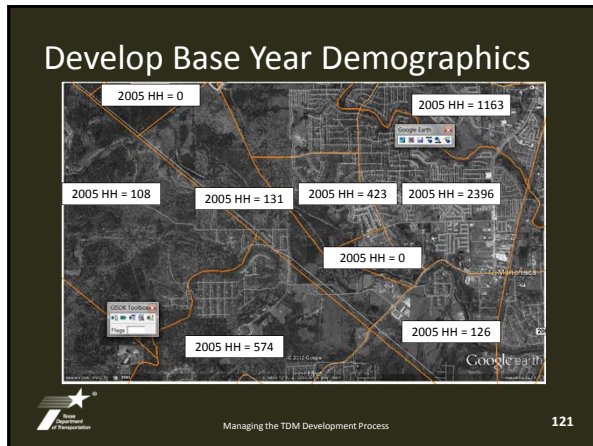 Develop Base Year Demographics
2005 HH = 0
2005 HH = 1163
Google Earth
2005 HH = 108
2005 HH = 131
2005 HH = 423
2005 HH = 2396
2005 HH = 0
Manchaca
GISDK Toolbox
Flags
2005 HH = 126
2005 HH = 574
© 2012 Google
Google earth
Texas
Department
of Transportation
®
Managing the TDM Development Process
121